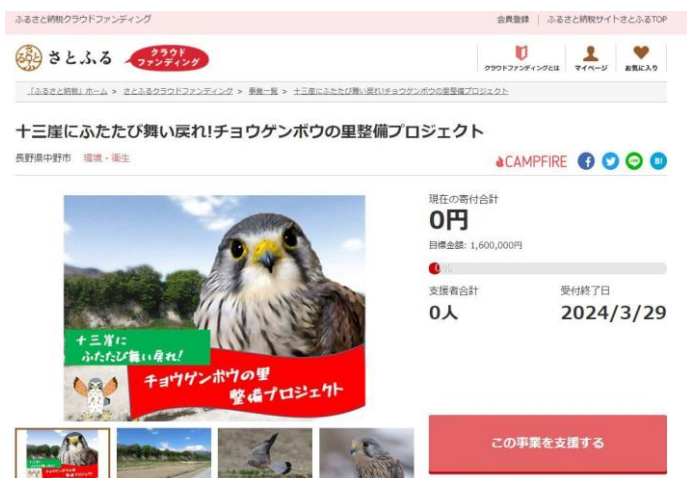 ふるさと納税クラウドファンディング
会員登録 ふるさと納税サイトさとふるTOP
さとふる クラウドファンディング
クラウドファンディングとは マイページ お気に入り
「ふるさと納税」ホーム > さとふるクラウドファンディング > 事業一覧 > 十三崖にふたたび舞い戻れ!チョウゲンボウの里整備プロジェクト
十三崖にふたたび舞い戻れ!チョウゲンボウの里整備プロジェクト
長野県中野市 環境・衛生
CAMPFIRE
現在の寄付合計
0円
目標金額: 1,600,000円
0%
支援者合計 受付終了日
0人 2024/3/29
十三崖に
ふたたび舞い戻れ!
チョウゲンボウの里
整備プロジェクト
この事業を支援する